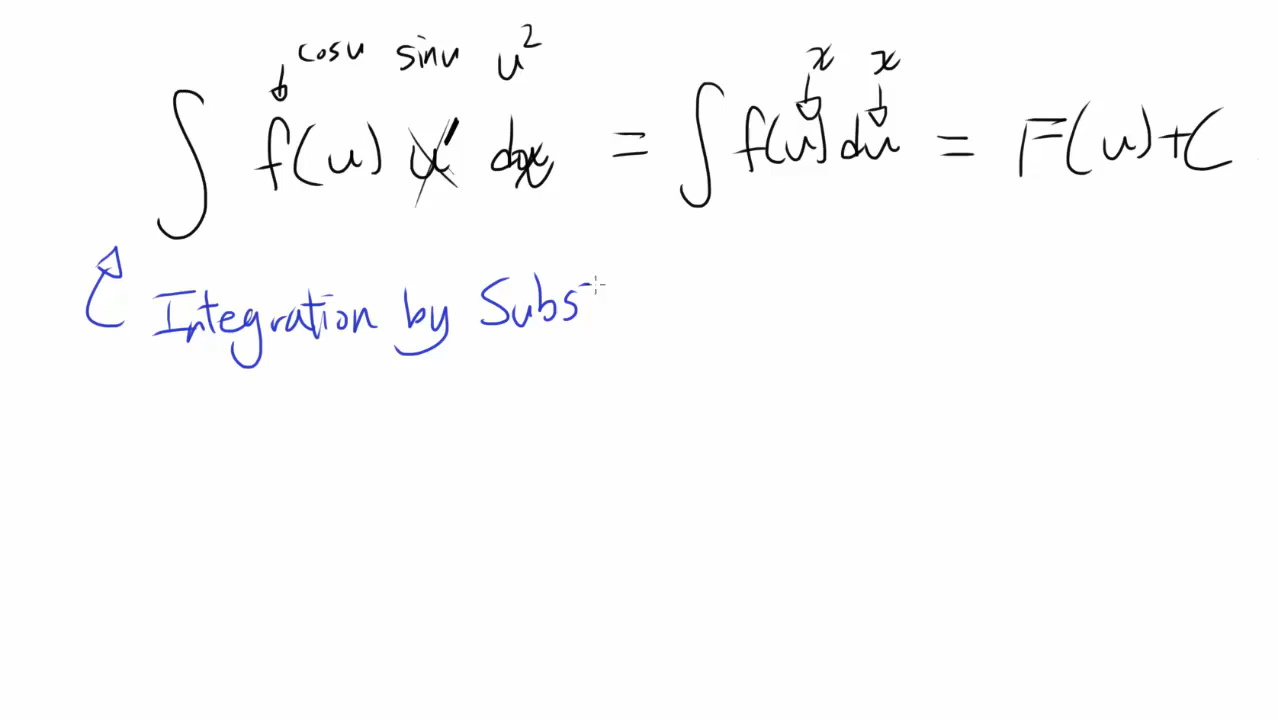 cosu sinu u² x x
∫ f(u) u' dx = ∫ f(u) du = F(u)+C
Integration by Subs